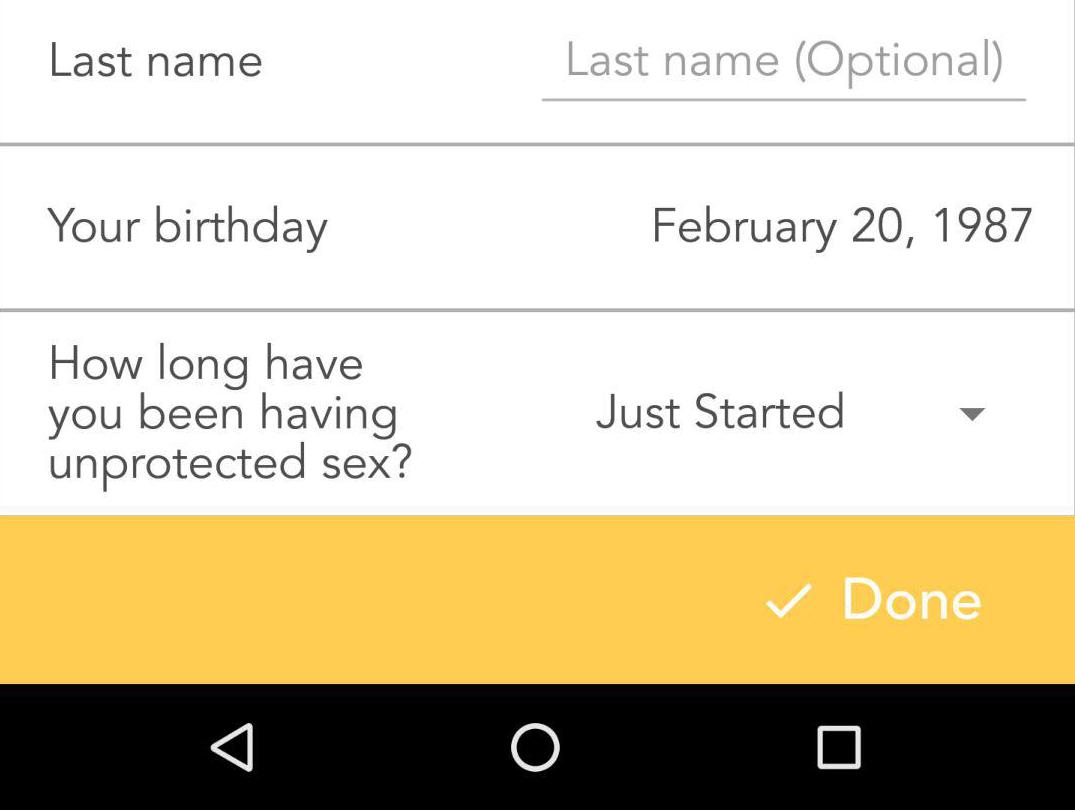 Last name
Last name (Optional)
Your birthday
February 20, 1987
How long have
you been having
unprotected sex?
Just Started
Done